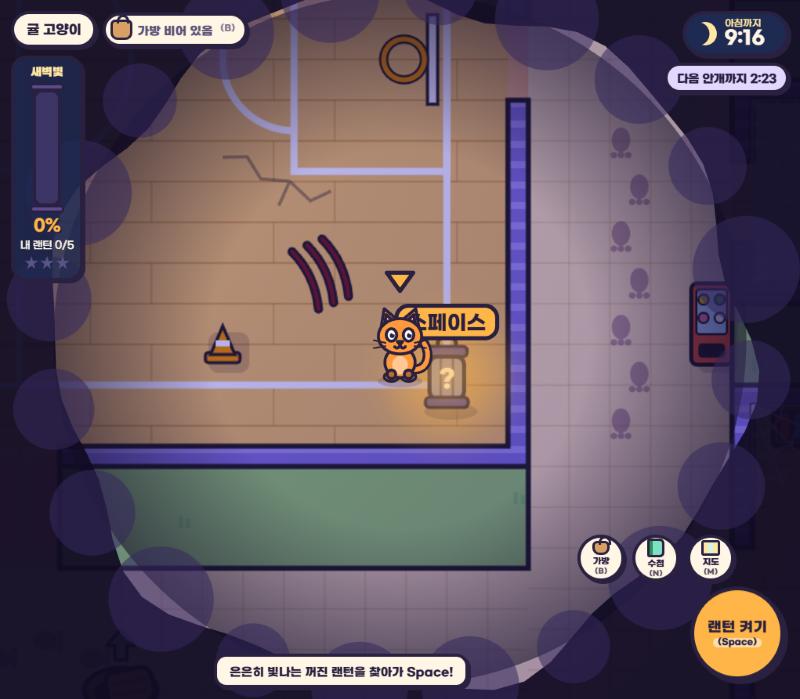 귤 고양이
가방 비어 있음 (B)
새벽빛
0%
내 랜턴 0/5
아침까지
9:16
다음 안개까지 2:23
스페이스
?
가방
(B)
수첩
(N)
지도
(M)
랜턴 켜기
(Space)
은은히 빛나는 꺼진 랜턴을 찾아가 Space!